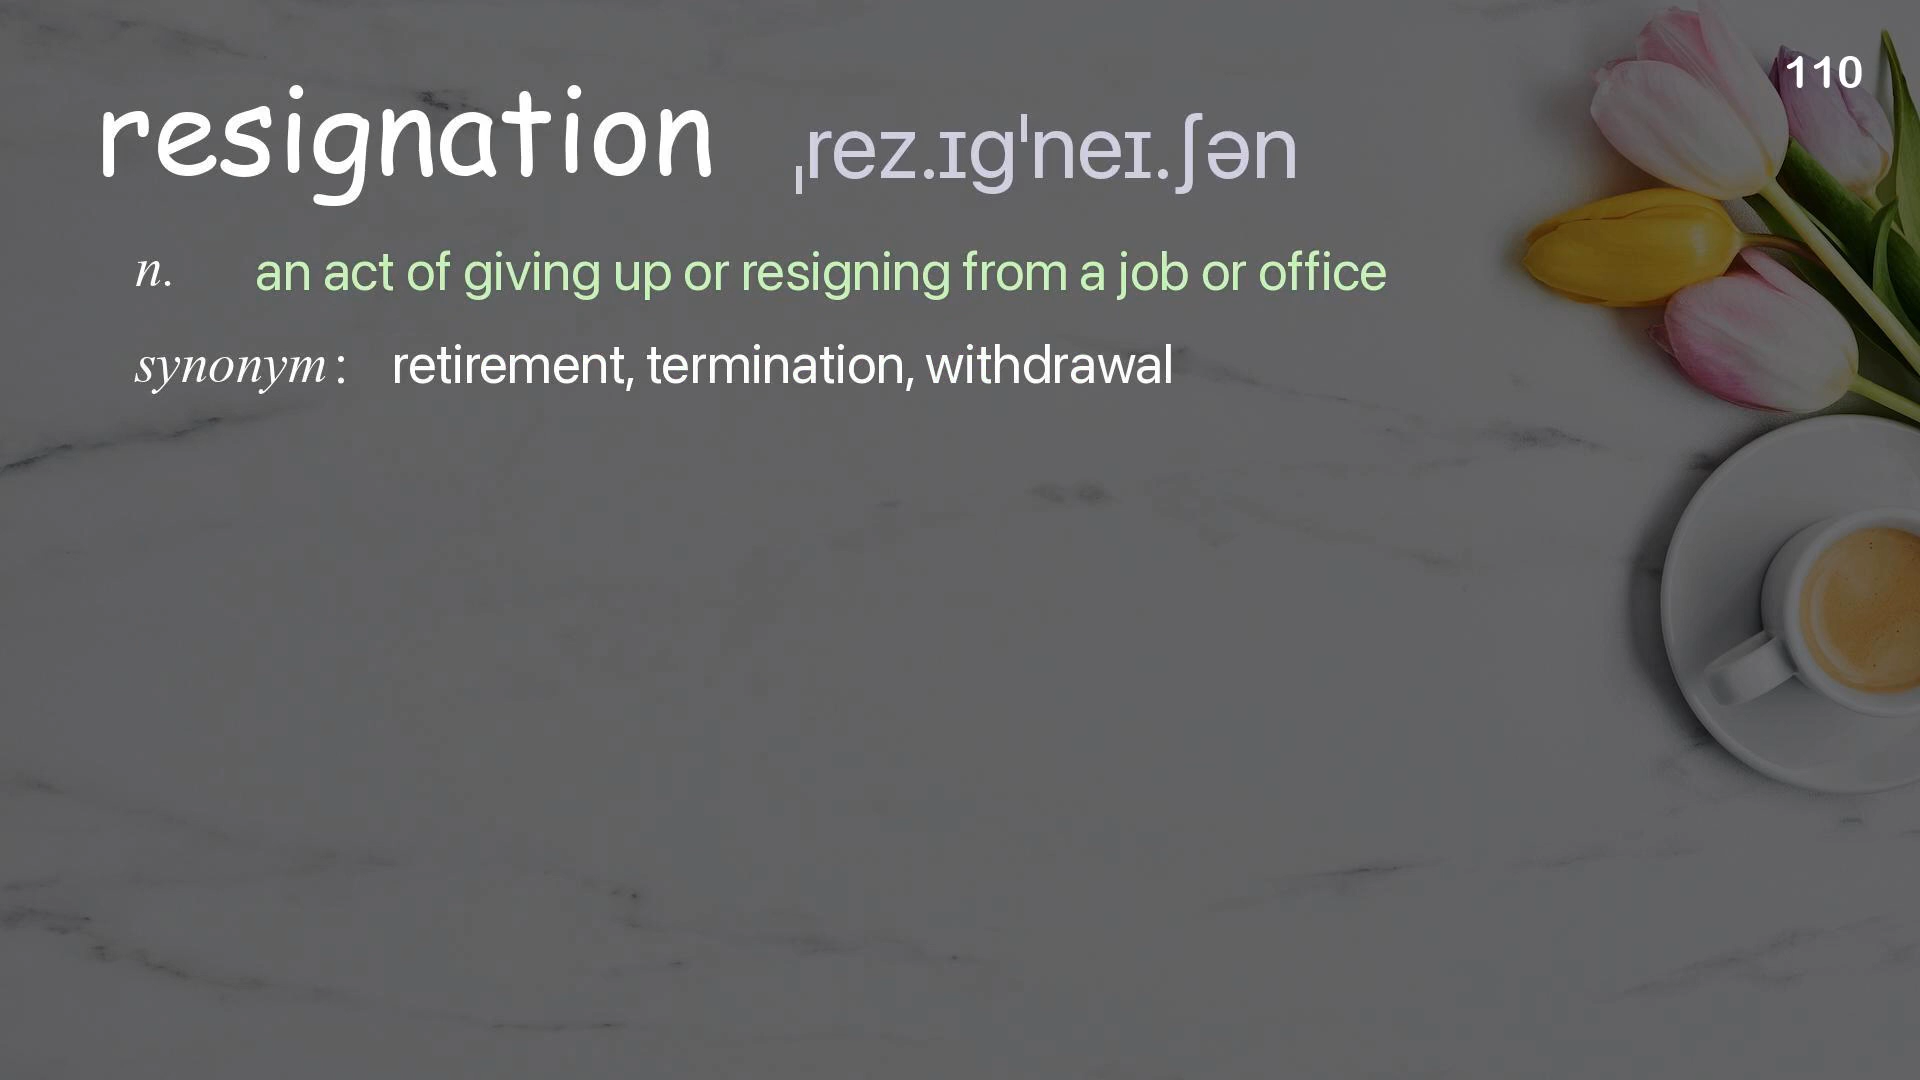 110
resignation ˌrez.ɪɡˈneɪ.ʃən
n. an act of giving up or resigning from a job or office
synonym: retirement, termination, withdrawal